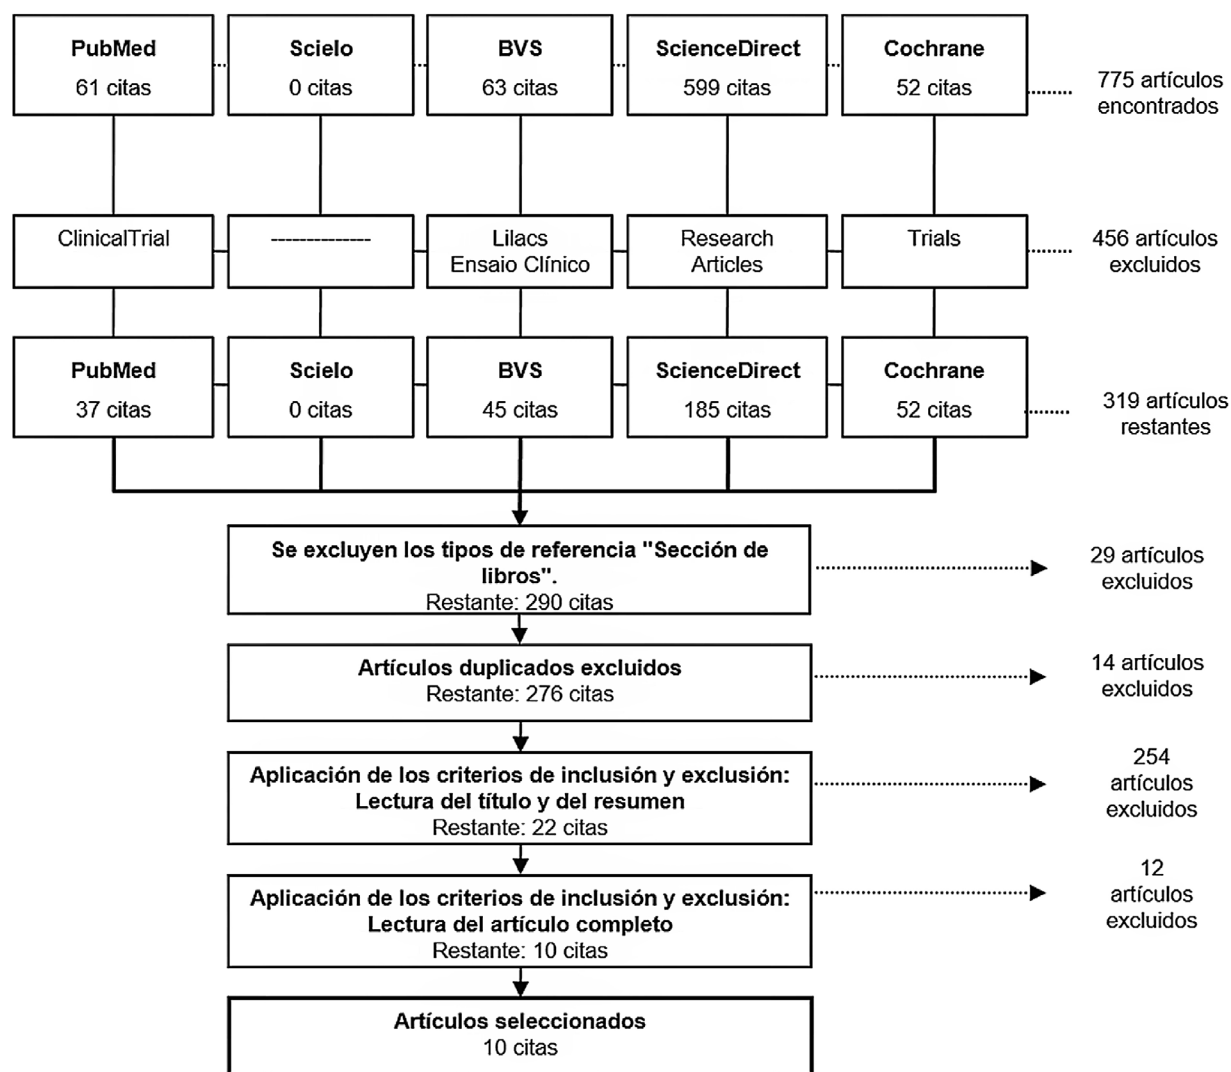 PubMed
61 citas
Scielo
0 citas
BVS
63 citas
ScienceDirect
599 citas
Cochrane
52 citas
775 artículos
encontrados
ClinicalTrial
--------------
Lilacs
Ensaio Clínico
Research
Articles
Trials
456 artículos
excluidos
PubMed
37 citas
Scielo
0 citas
BVS
45 citas
ScienceDirect
185 citas
Cochrane
52 citas
319 artículos
restantes
Se excluyen los tipos de referencia "Sección de
libros".
Restante: 290 citas
29 artículos
excluidos
Artículos duplicados excluidos
Restante: 276 citas
14 artículos
excluidos
Aplicación de los criterios de inclusión y exclusión:
Lectura del título y del resumen
Restante: 22 citas
254
artículos
excluidos
Aplicación de los criterios de inclusión y exclusión:
Lectura del artículo completo
Restante: 10 citas
12
artículos
excluidos
Artículos seleccionados
10 citas